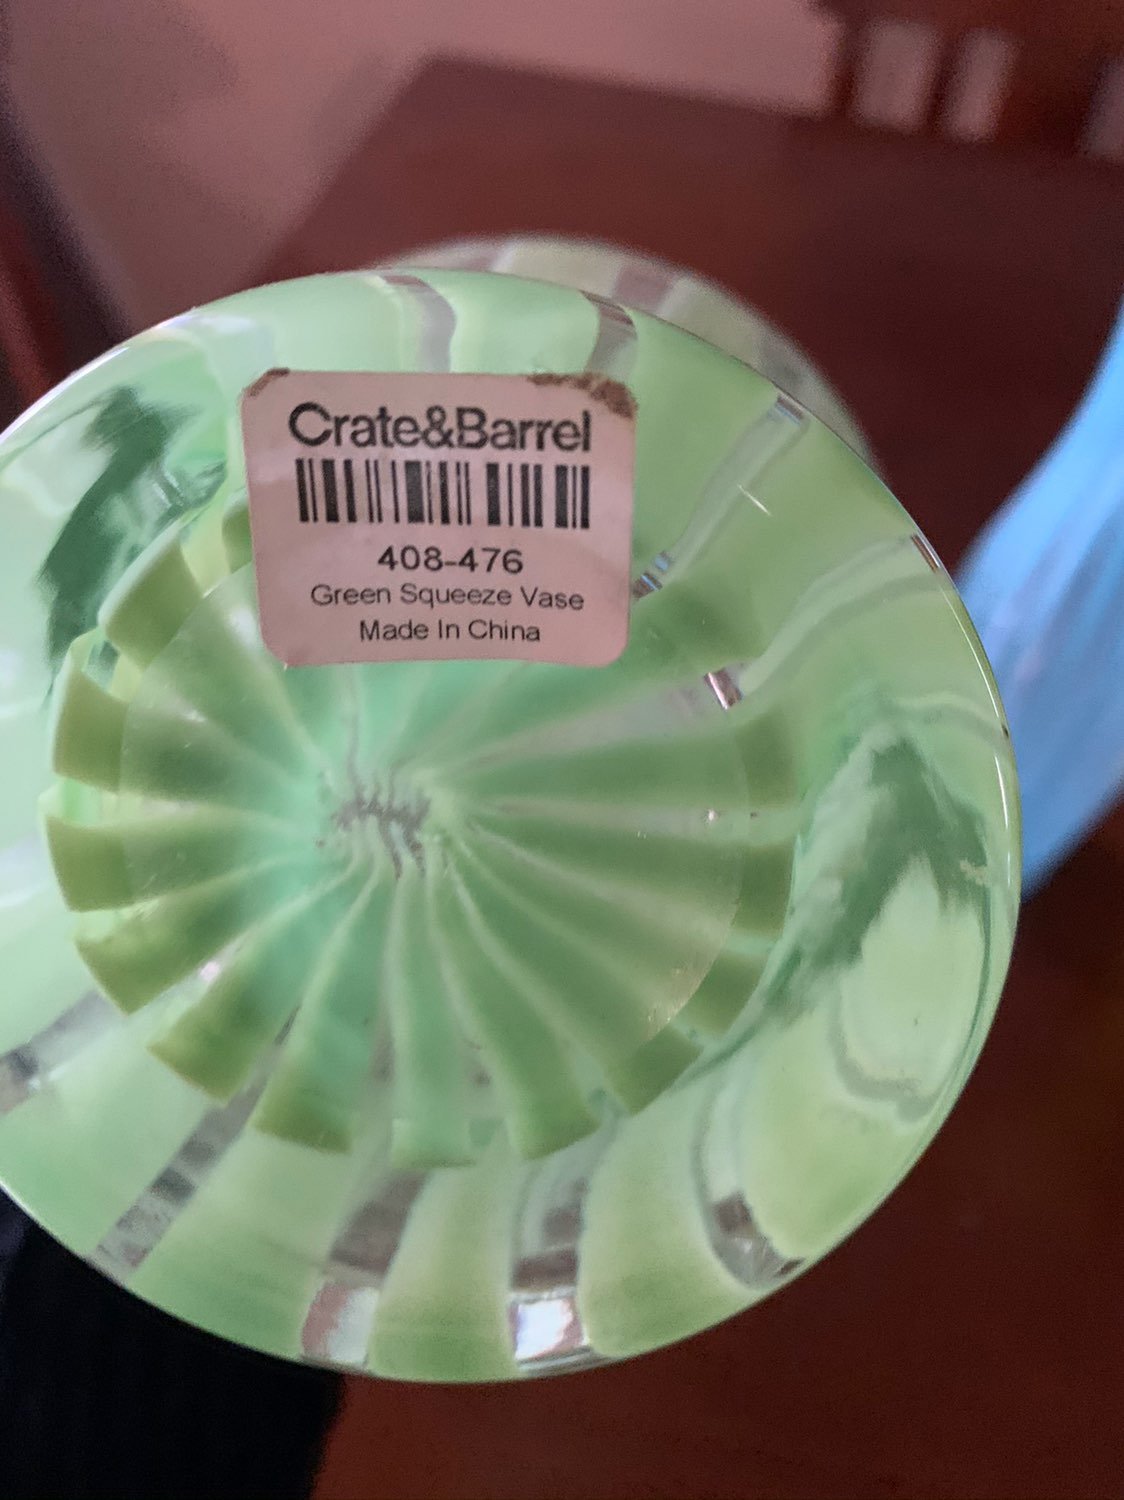 Crate&Barrel
408-476
Green Squeeze Vase
Made In China